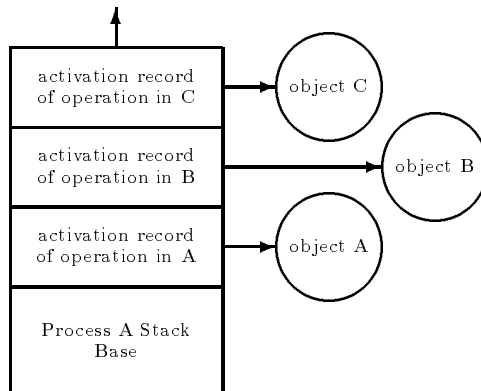 activation record
of operation in C
object C
activation record
of operation in B
object B
activation record
of operation in A
object A
Process A Stack
Base